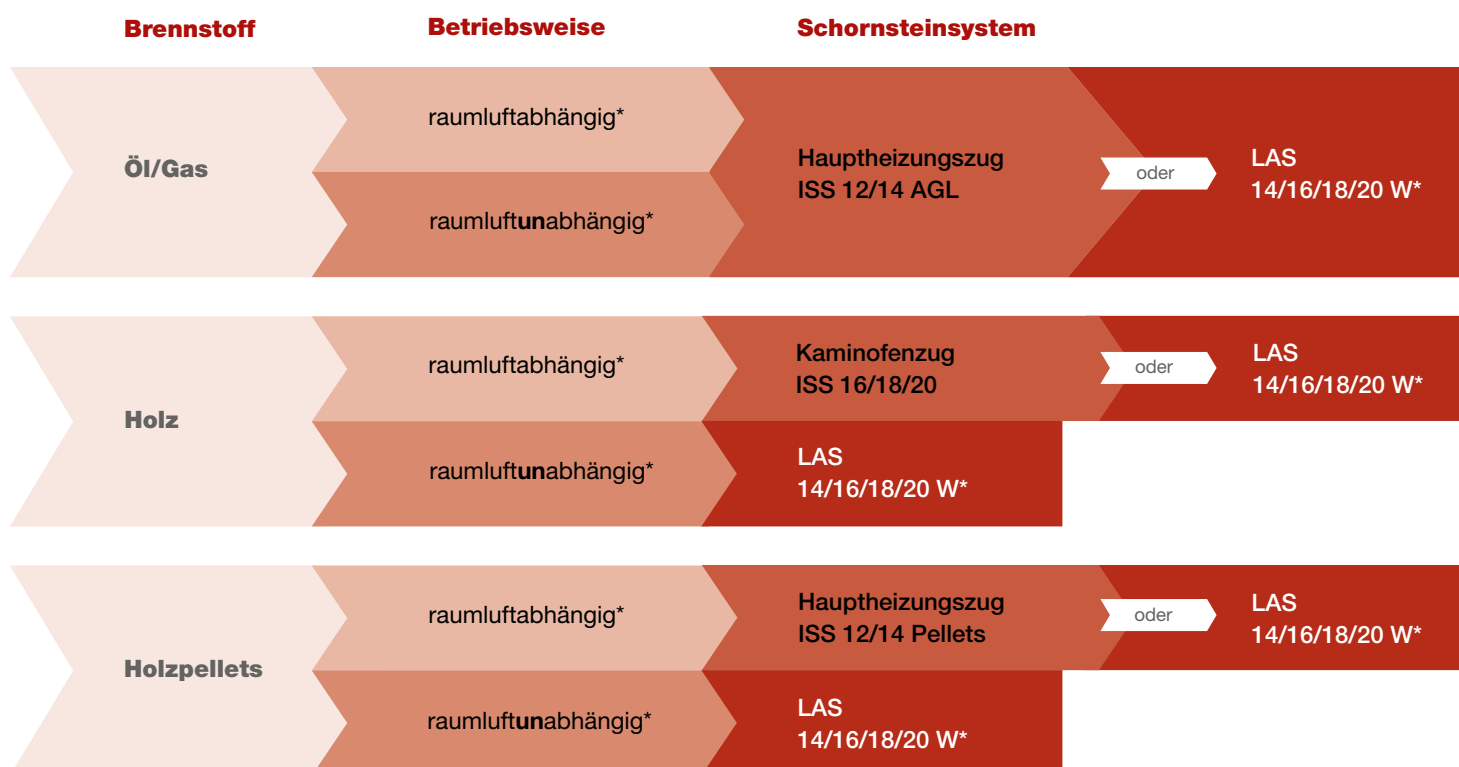 Brennstoff
Betriebsweise
Schornsteinsystem
Öl/Gas
raumluftabhängig*
raumluftunabhängig*
Hauptheizungszug
ISS 12/14 AGL
oder
LAS
14/16/18/20 W*
Holz
raumluftabhängig*
Kaminofenzug
ISS 16/18/20
oder
LAS
14/16/18/20 W*
raumluftunabhängig*
LAS
14/16/18/20 W*
Holzpellets
raumluftabhängig*
Hauptheizungszug
ISS 12/14 Pellets
oder
LAS
14/16/18/20 W*
raumluftunabhängig*
LAS
14/16/18/20 W*